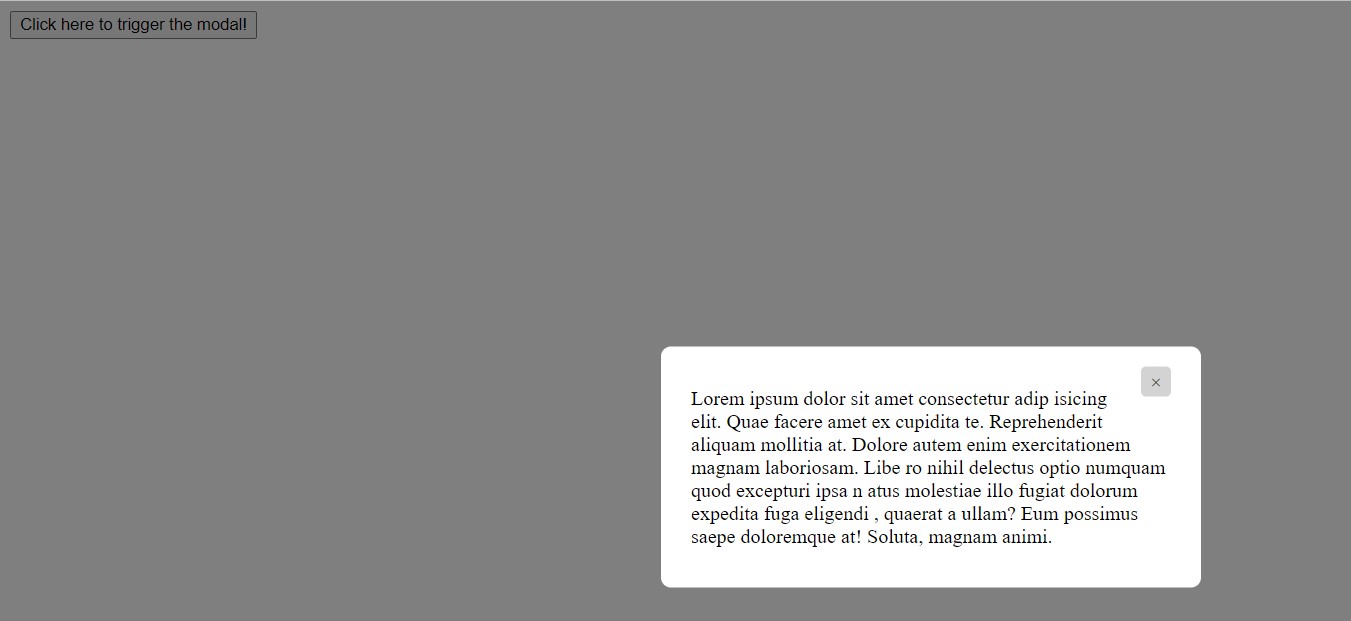 Click here to trigger the modal!
×
Lorem ipsum dolor sit amet consectetur adip isicing
elit. Quae facere amet ex cupidita te. Reprehenderit
aliquam mollitia at. Dolore autem enim exercitationem
magnam laboriosam. Libe ro nihil delectus optio numquam
quod excepturi ipsa n atus molestiae illo fugiat dolorum
expedita fuga eligendi , quaerat a ullam? Eum possimus
saepe doloremque at! Soluta, magnam animi.